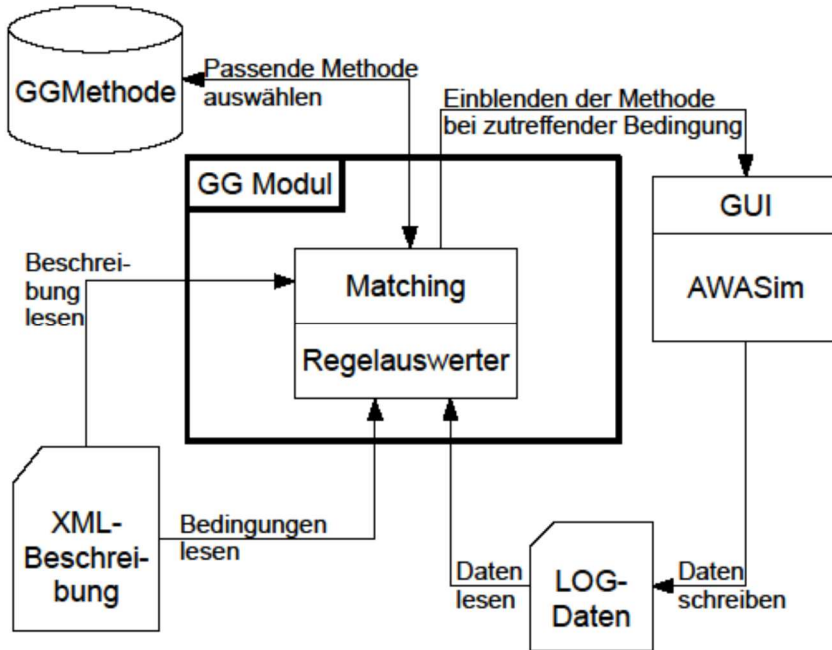 GGMethode
Passende Methode
auswählen
Einblenden der Methode
bei zutreffender Bedingung
GG Modul
GUI
AWASim
Beschrei-
bung
lesen
Matching
Regelauswerter
XML-
Beschrei-
bung
Bedingungen
lesen
Daten
lesen
LOG-
Daten
Daten
schreiben